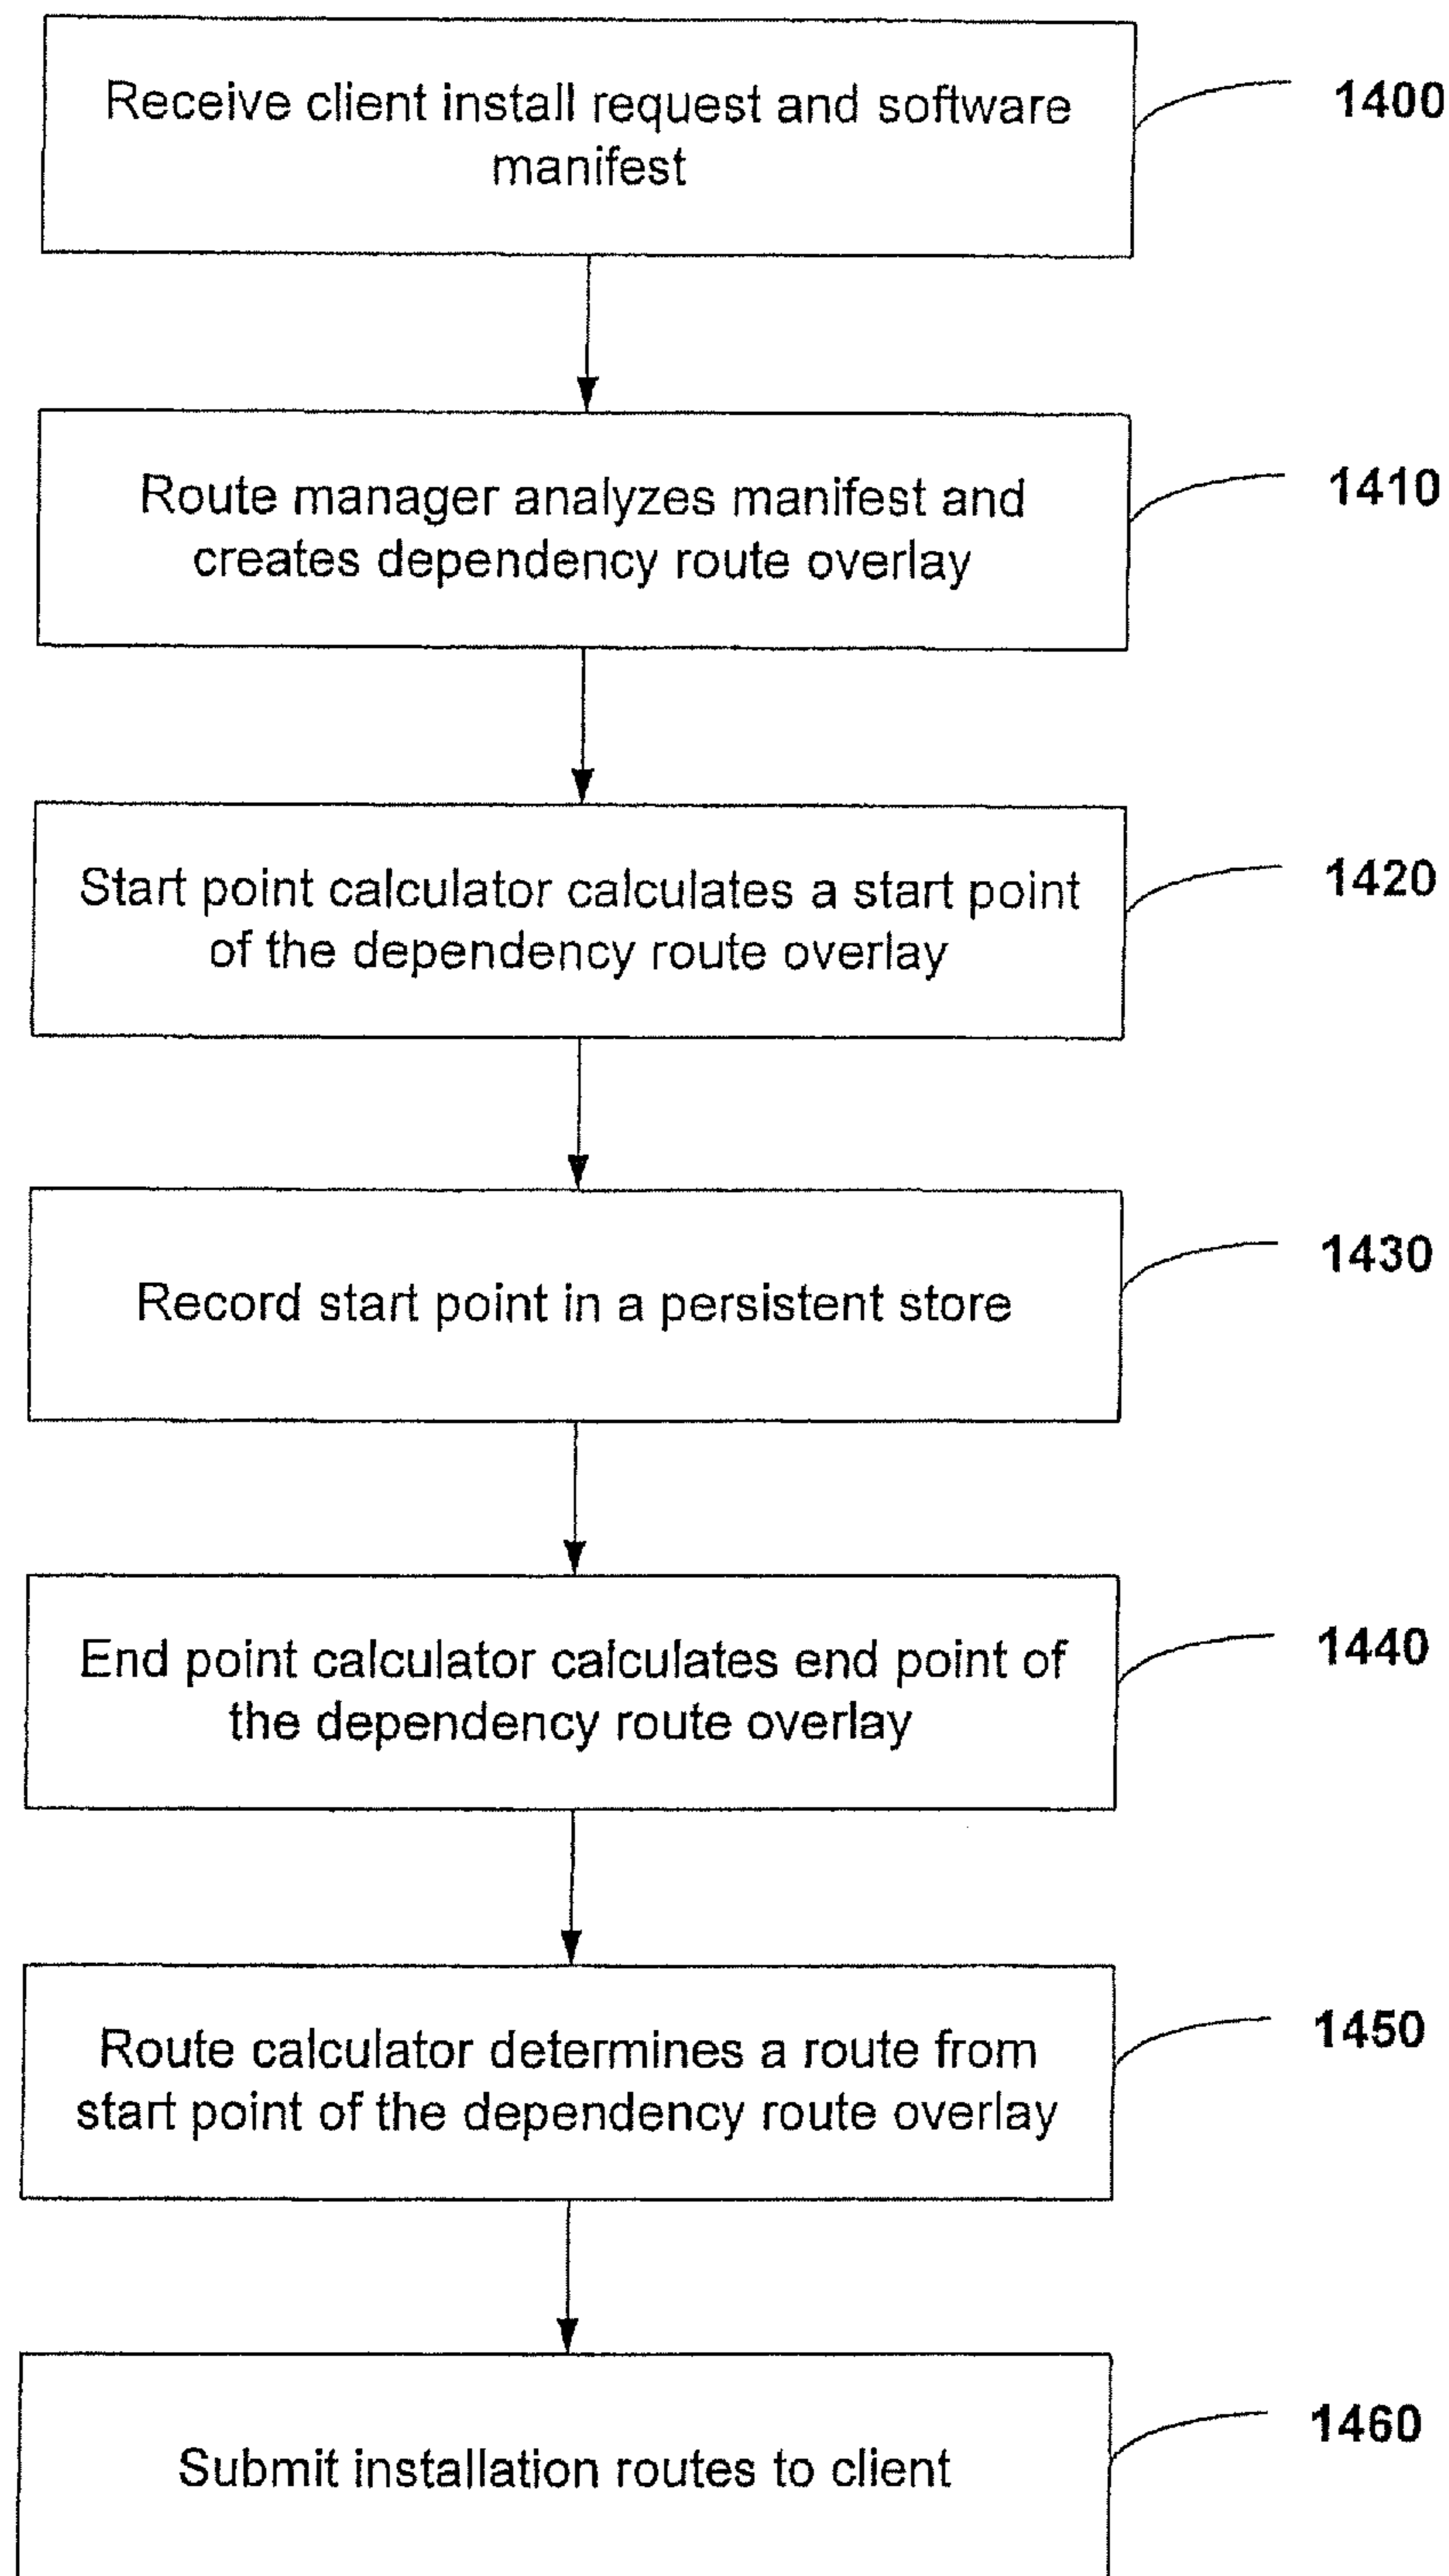 Receive client install request and software
manifest
1400
Route manager analyzes manifest and
creates dependency route overlay
1410
Start point calculator calculates a start point
of the dependency route overlay
1420
Record start point in a persistent store
1430
End point calculator calculates end point of
the dependency route overlay
1440
Route calculator determines a route from
start point of the dependency route overlay
1450
Submit installation routes to client
1460